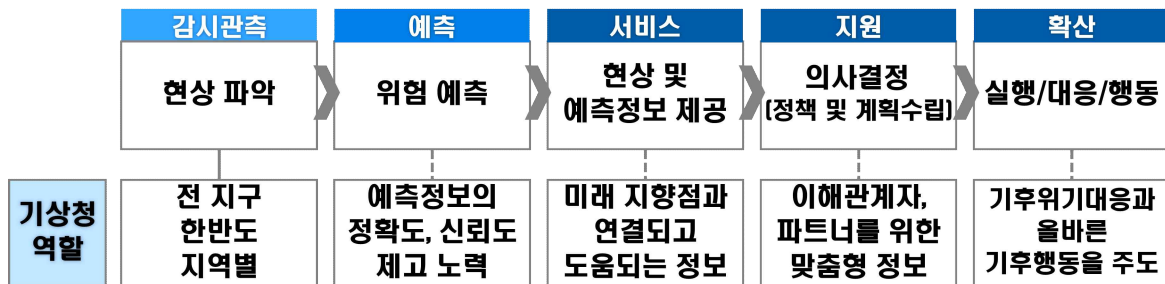 감시관측
예측
서비스
지원
확산
현상 파악
위험 예측
현상 및
예측정보 제공
의사결정
(정책 및 계획수립)
실행/대응/행동
기상청
역할
전 지구
한반도
지역별
예측정보의
정확도, 신뢰도
제고 노력
미래 지향점과
연결되고
도움되는 정보
이해관계자,
파트너를 위한
맞춤형 정보
기후위기대응과
올바른
기후행동을 주도